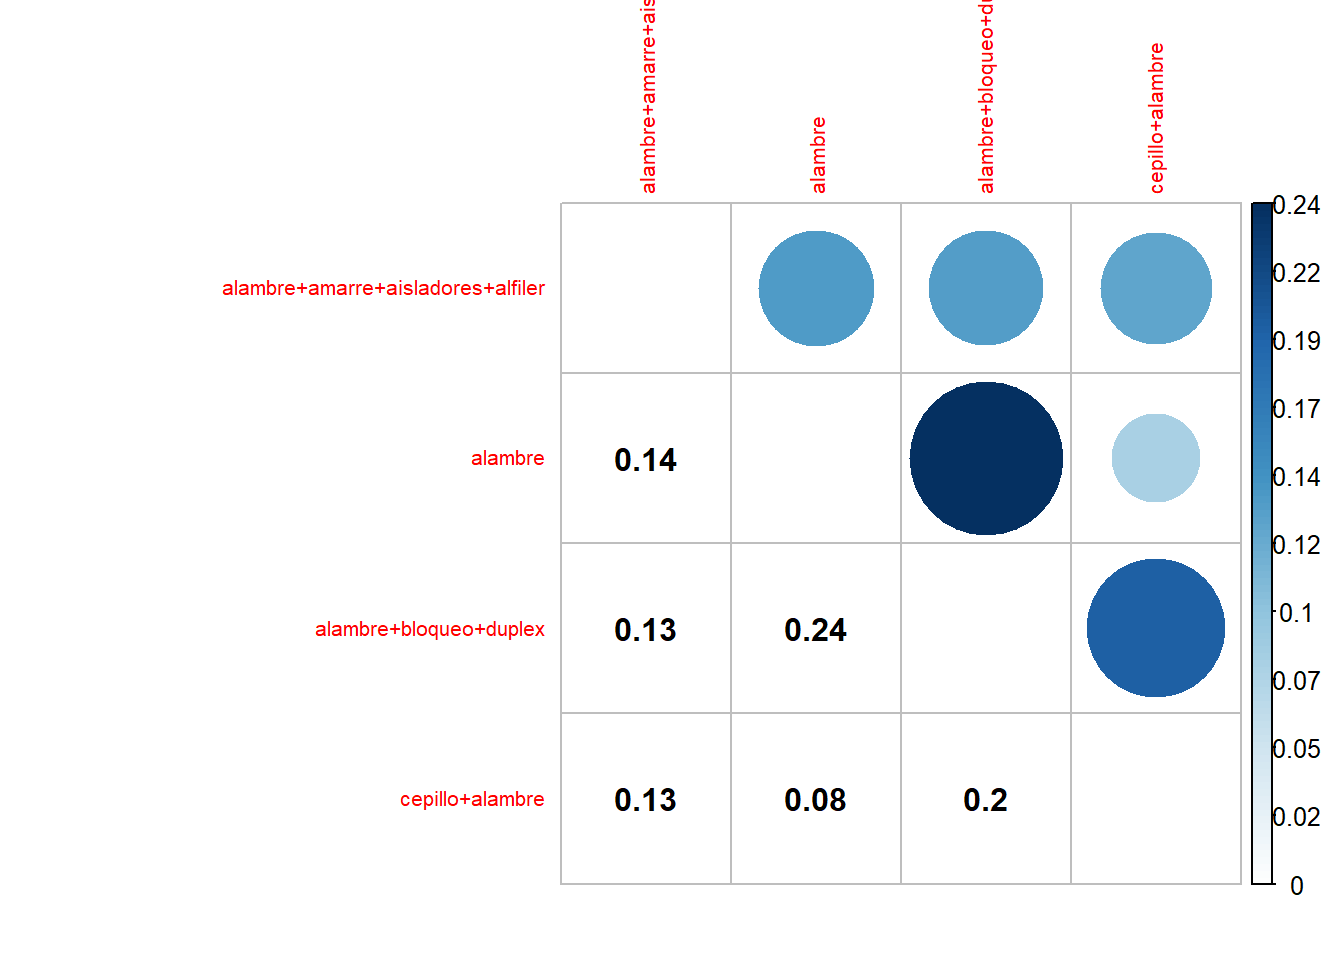 alambre+amarre+ais
alambre
alambre+bloqueo+du
cepillo+alambre
alambre+amarre+aisladores+alfiler
alambre
0.14
alambre+bloqueo+duplex
0.13 0.24
cepillo+alambre
0.13 0.08 0.2
0.24
0.22
0.19
0.17
0.14
0.12
0.1
0.07
0.05
0.02
0